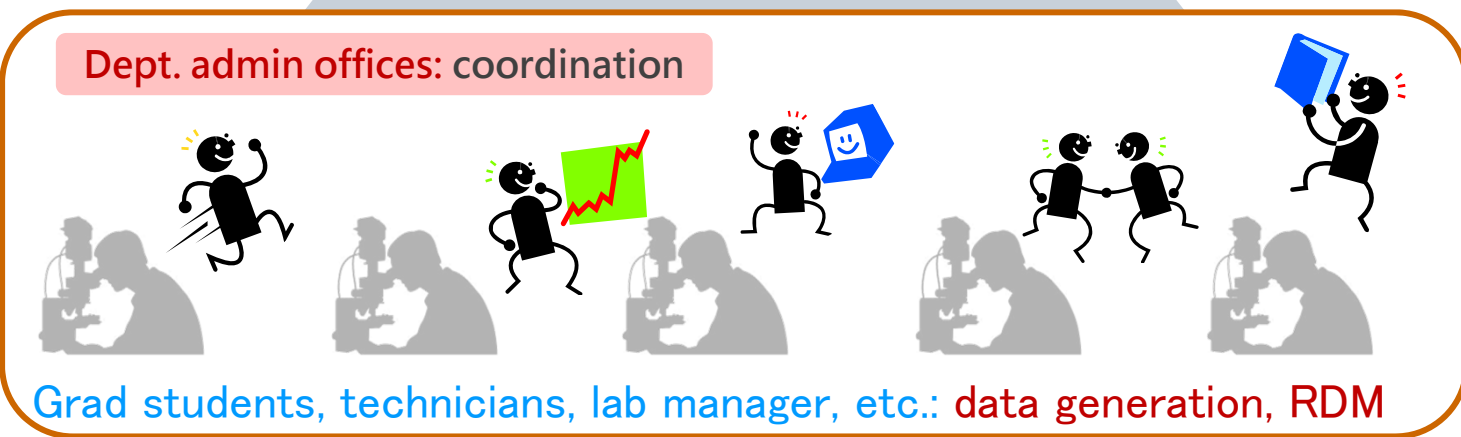 Dept. admin offices: coordination
Grad students, technicians, lab manager, etc.: data generation, RDM